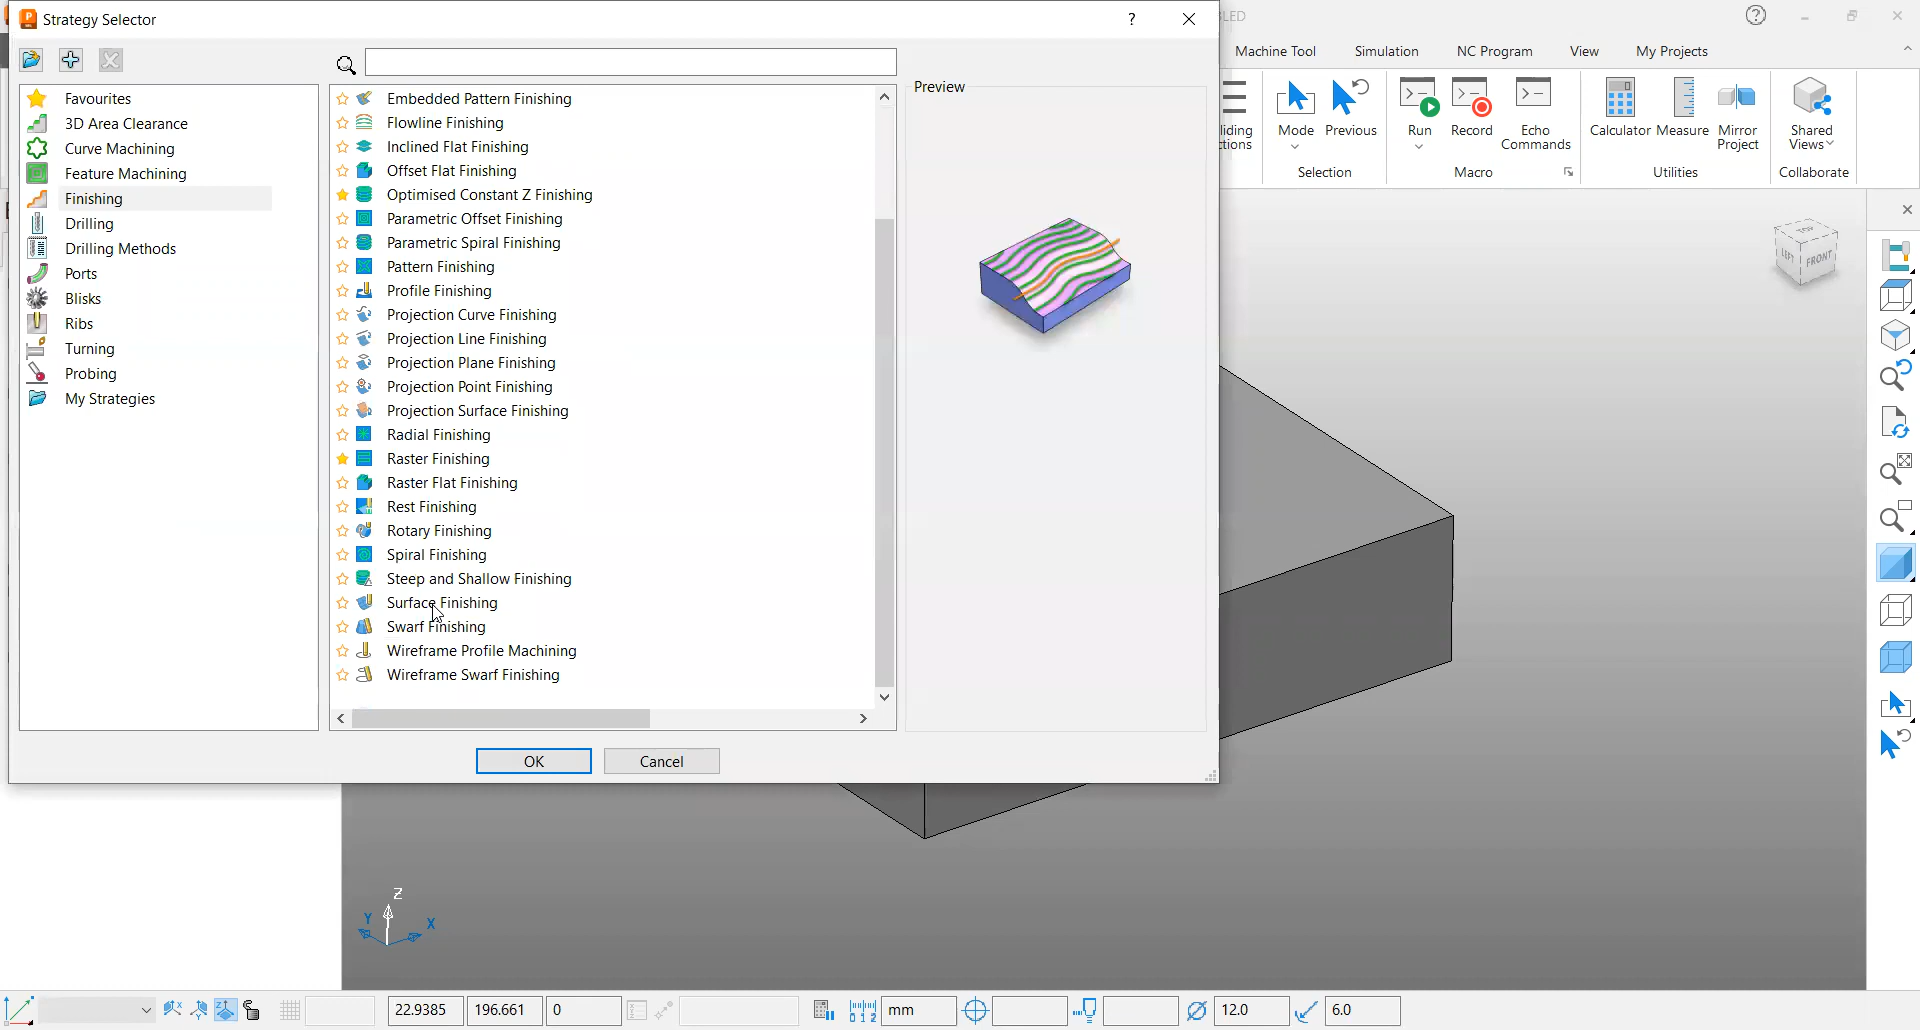 Strategy Selector
?
LED
Machine Tool
Simulation
NC Program
View
My Projects
Favourites
3D Area Clearance
Curve Machining
Feature Machining
Finishing
Drilling
Drilling Methods
Ports
Blisks
Ribs
Turning
Probing
My Strategies
Embedded Pattern Finishing
Flowline Finishing
Inclined Flat Finishing
Offset Flat Finishing
Optimised Constant Z Finishing
Parametric Offset Finishing
Parametric Spiral Finishing
Pattern Finishing
Profile Finishing
Projection Curve Finishing
Projection Line Finishing
Projection Plane Finishing
Projection Point Finishing
Projection Surface Finishing
Radial Finishing
Raster Finishing
Raster Flat Finishing
Rest Finishing
Rotary Finishing
Spiral Finishing
Steep and Shallow Finishing
Surface Finishing
Swarf Finishing
Wireframe Profile Machining
Wireframe Swarf Finishing
Preview
OK
Cancel
Mode
Previous
Selection
Run
Record
Echo
Commands
Macro
Calculator
Measure
Mirror
Project
Utilities
Shared
Views
Collaborate
TOP
LEFT
FRONT
Z
Y
X
22.9385
196.661
0
mm
12.0
6.0